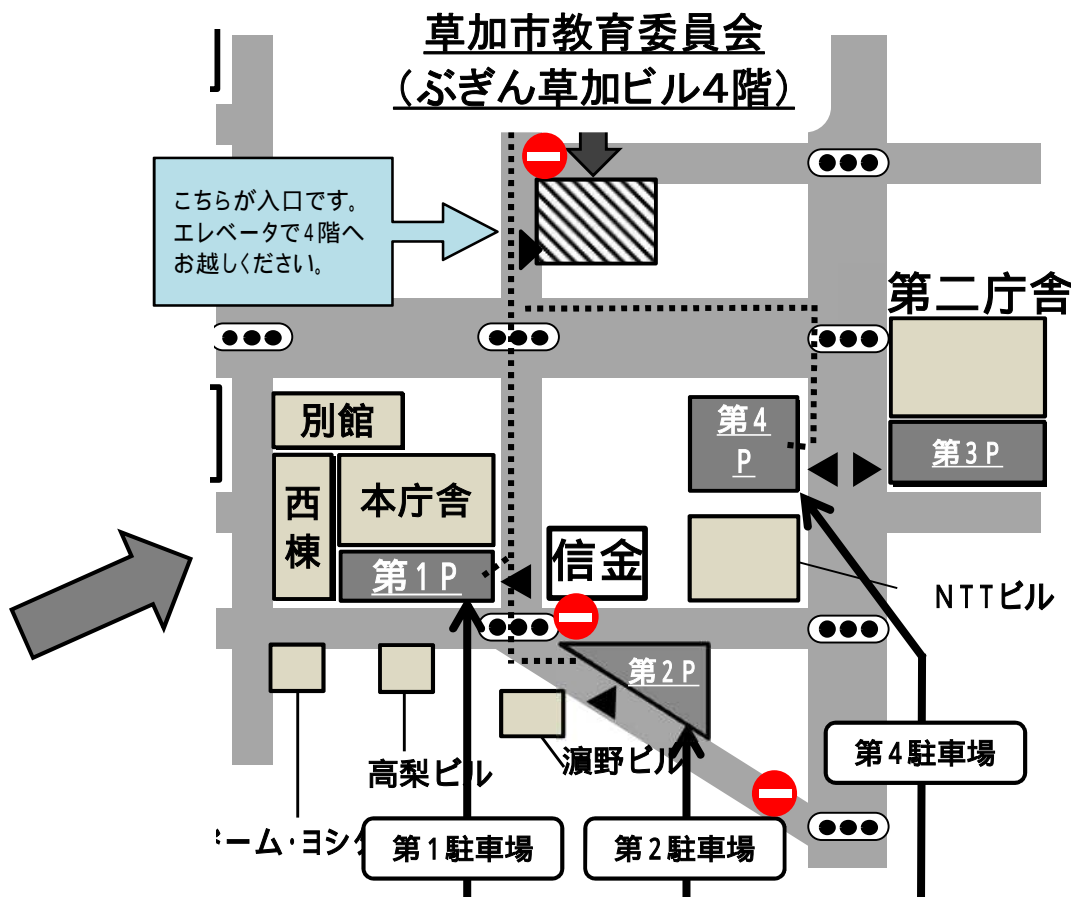 草加市教育委員会
（ぶぎん草加ビル４階）
こちらが入口です。
エレベータで４階へ
お越しください。
第二庁舎
別館
第４
Ｐ
第３Ｐ
西
棟
本庁舎
第１Ｐ
信金
ＮＴＴビル
第２Ｐ
高梨ビル
濵野ビル
第４駐車場
ーム・ヨシ
第１駐車場
第２駐車場